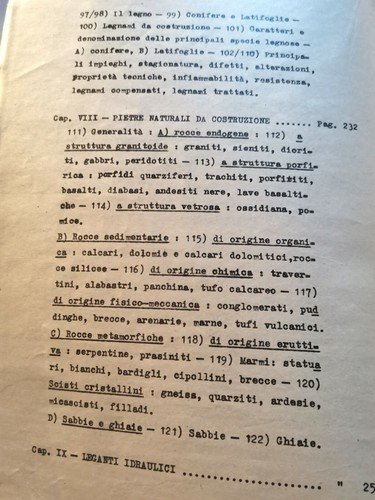 97/98) Il legno – 99) Conifere e Latifoglie –
100) Legnami da costruzione – 101) Caratteri e
denominazione delle principali specie legnose –
A) conifere, B) Latifoglie – 102/110) Principa-
li impieghi, stagionatura, difetti, alterazioni,
proprietà tecniche, infiammabilità, resistenza,
legnami compensati, legnami trattati.
Cap. VIII – PIETRE NATURALI DA COSTRUZIONE ....... Pag. 232
111) Generalità : A) rocce endogene : 112) a
struttura granitoide : graniti, sieniti, diori-
ti, gabbri, peridotiti – 113) a struttura porfi-
rica : porfidi quarziferi, trachiti, porfiriti,
basalti, diabasi, andesiti nere, lave basalti-
che – 114) a struttura vetrosa : ossidiana, po-
mice.
B) Rocce sedimentarie : 115) di origine organi-
ca : calcari, dolomie e calcari dolomitici,roc-
ce silicee – 116) di origine chimica : traver-
tini, alabastri, panchina, tufo calcareo – 117)
di origine fisico-meccanica : conglomerati, pud
dinghe, brecce, arenarie, marne, tufi vulcanici.
C) Rocce metamorfiche : 118) di origine erutti-
va : serpentine, prasiniti – 119) Marmi: statua
ri, bianchi, bardigli, cipollini, brecce – 120)
Scisti cristallini : gneiss, quarziti, ardesie,
micascisti, filladi.
D) Sabbie e ghiaie – 121) Sabbie – 122) Ghiaie.
Cap. IX – LEGANTI IDRAULICI ..................... " 25